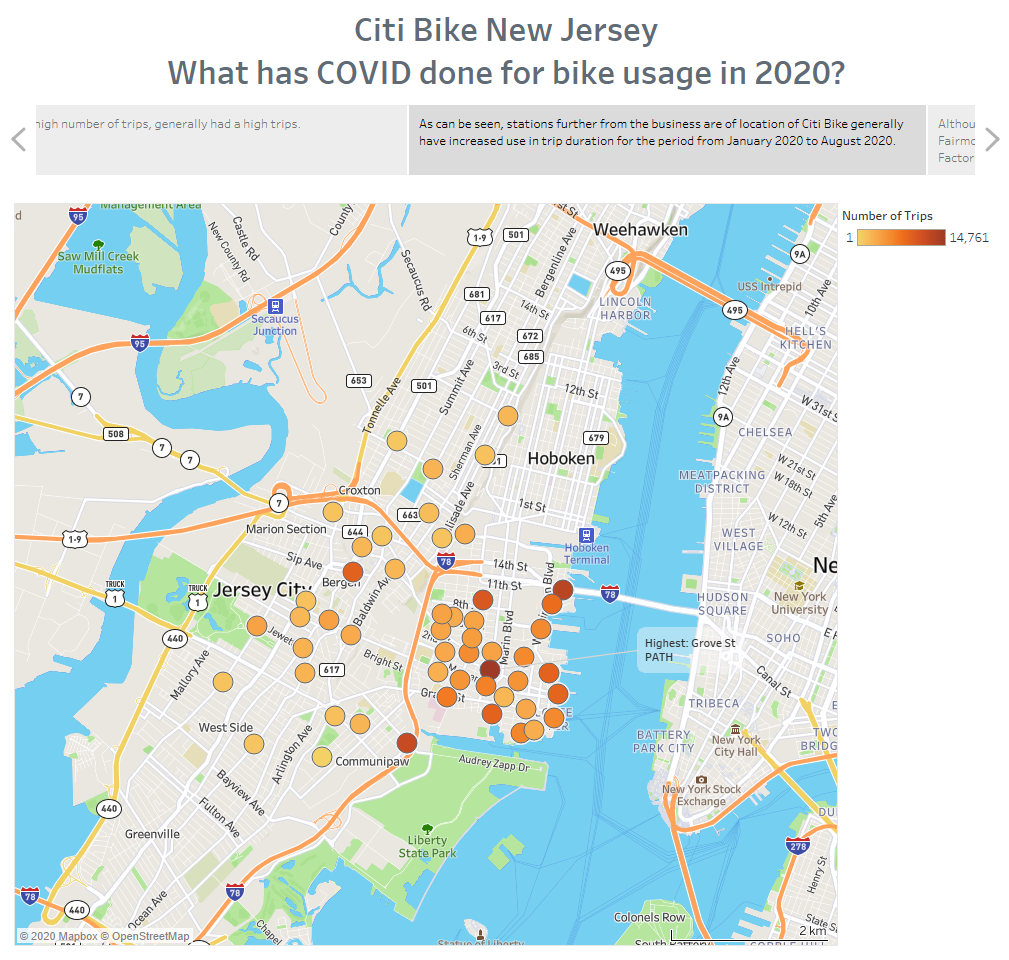 Citi Bike New Jersey
What has COVID done for bike usage in 2020?
high number of trips, generally had a high trips.
As can be seen, stations further from the business are of location of Citi Bike generally
have increased use in trip duration for the period from January 2020 to August 2020.
Althou
Fairmo
Factor
Number of Trips
1
14,761
Management Area
95
d
Saw Mill Creek
Mudflats
Castle Rd
New County Rd
County
Secaucus Rd
1-9
501
Bergenline Ave
st St
Weehawken
495
9A
USS Intrepid
10th Ave
Secaucus
Junction
681
14th St
617
LINCOLN
HARBOR
495
HELL'S
KITCHEN
95
6th St
672
685
3rd St
12th Ave
653
501
Summit Ave
12th St
7
Tonnelle Ave
W 31st S
9A
CHELSEA
508
7
7
Sherman Ave
679
Hoboken
W 21st St
W 18th St
MEATPACKING
DISTRICT
Croxton
7
1st St
W 12th St
5th Ave
663
Marion Section
644
1-9
WEST
VILLAGE
Hoboken
Terminal
Sip Ave
78
14th St
Ne
TRUCK
1
TRUCK
1
Jersey City
Berge
Baldwin Av
11th St
78
HUDSON
SQUARE
New York
University
8th
Marin Blvd
440
Bright St
SOHO
Highest: Grove St
PATH
Mallory Ave
617
Canal St
TRIBECA
West Side
Arlington Ave
BATTERY
PARK CITY
New York
City Hall
TWO
BRIDG
Communipaw
Audrey Zapp Dr
Bayview Ave
New York Stock
Exchange
Fulton Ave
440
Greenville
DU
Liberty
State Park
278
Henry St
78
78
440
Ocean Ave
Chapel
Colonels Row
State S
© 2020 Mapbox © OpenStreetMap
Statue of Liberty
South Battery
2 km